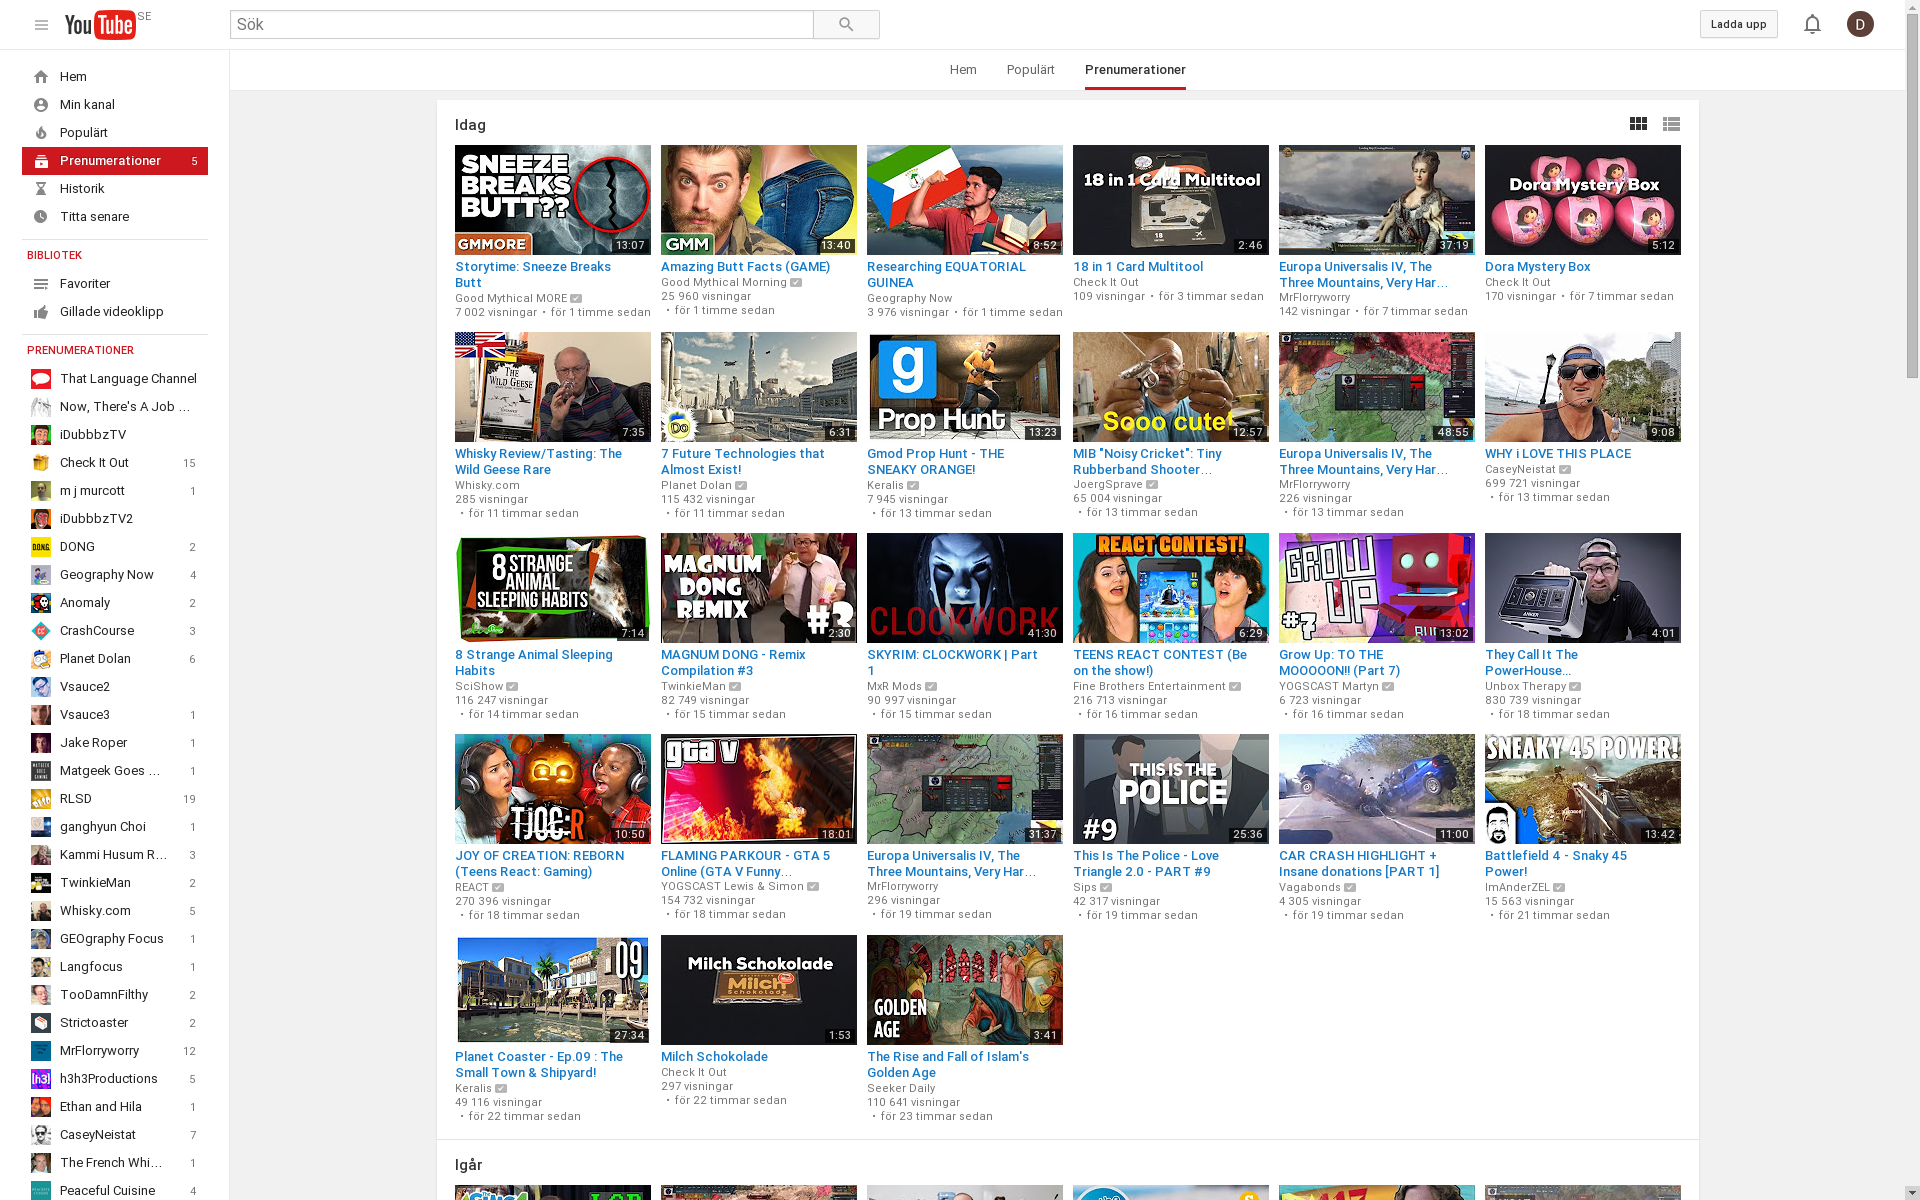 YouTube SE
Sök
Ladda upp
D
Hem
Populärt
Prenumerationer
Hem
Min kanal
Populärt
Prenumerationer 5
Historik
Titta senare
BIBLIOTEK
Favoriter
Gillade videoklipp
PRENUMERATIONER
That Language Channel
Now, There's A Job ...
iDubbbzTV
Check It Out 15
m j murcott 1
iDubbbzTV2
DONG 2
Geography Now 4
Anomaly 2
CrashCourse 3
Planet Dolan 6
Vsauce2
Vsauce3 1
Jake Roper 1
Matgeek Goes ... 1
RLSD 19
ganghyun Choi 1
Kammi Husum R... 3
TwinkieMan 2
Whisky.com 5
GEOgraphy Focus 1
Langfocus 1
TooDamnFilthy 2
Strictoaster 2
MrFlorryworry 12
h3h3Productions 5
Ethan and Hila 1
CaseyNeistat 7
The French Whi... 1
Peaceful Cuisine 4
Idag
SNEEZE
BREAKS
BUTT??
GMMORE
13:07
Storytime: Sneeze Breaks
Butt
Good Mythical MORE
7 002 visningar • för 1 timme sedan
GMM
13:40
Amazing Butt Facts (GAME)
Good Mythical Morning
25 960 visningar
• för 1 timme sedan
8:52
Researching EQUATORIAL
GUINEA
Geography Now
3 976 visningar • för 1 timme sedan
18 in 1 Card Multitool
2:46
18 in 1 Card Multitool
Check It Out
109 visningar • för 3 timmar sedan
37:19
Europa Universalis IV, The
Three Mountains, Very Har...
MrFlorryworry
142 visningar • för 7 timmar sedan
Dora Mystery Box
5:12
Dora Mystery Box
Check It Out
170 visningar • för 7 timmar sedan
THE
WILD GEESE
7:35
Whisky Review/Tasting: The
Wild Geese Rare
Whisky.com
285 visningar
• för 11 timmar sedan
Do
6:31
7 Future Technologies that
Almost Exist!
Planet Dolan
115 432 visningar
• för 11 timmar sedan
g
Prop Hunt
13:23
Gmod Prop Hunt - THE
SNEAKY ORANGE!
Keralis
7 945 visningar
• för 13 timmar sedan
Sooo cute!
12:57
MIB "Noisy Cricket": Tiny
Rubberband Shooter...
JoergSprave
65 004 visningar
• för 13 timmar sedan
48:55
Europa Universalis IV, The
Three Mountains, Very Har...
MrFlorryworry
226 visningar
• för 13 timmar sedan
9:08
WHY i LOVE THIS PLACE
CaseyNeistat
699 721 visningar
• för 13 timmar sedan
8 STRANGE
ANIMAL
SLEEPING HABITS
7:14
8 Strange Animal Sleeping
Habits
SciShow
116 247 visningar
• för 14 timmar sedan
MAGNUM
DONG
REMIX
#3
2:30
MAGNUM DONG - Remix
Compilation #3
TwinkieMan
82 749 visningar
• för 15 timmar sedan
CLOCKWORK
41:30
SKYRIM: CLOCKWORK | Part
1
MxR Mods
90 997 visningar
• för 15 timmar sedan
REACT CONTEST!
6:29
TEENS REACT CONTEST (Be
on the show!)
Fine Brothers Entertainment
216 713 visningar
• för 16 timmar sedan
GROW
UP
#7
13:02
Grow Up: TO THE
MOOOOON!! (Part 7)
YOGSCAST Martyn
6 723 visningar
• för 16 timmar sedan
ANKER
4:01
They Call It The
PowerHouse...
Unbox Therapy
830 739 visningar
• för 18 timmar sedan
TJOC:R
10:50
JOY OF CREATION: REBORN
(Teens React: Gaming)
REACT
270 396 visningar
• för 18 timmar sedan
gta V
18:01
FLAMING PARKOUR - GTA 5
Online (GTA V Funny...
YOGSCAST Lewis & Simon
154 732 visningar
• för 18 timmar sedan
31:37
Europa Universalis IV, The
Three Mountains, Very Har...
MrFlorryworry
296 visningar
• för 19 timmar sedan
THIS IS THE
POLICE
#9
25:36
This Is The Police - Love
Triangle 2.0 - PART #9
Sips
42 317 visningar
• för 19 timmar sedan
11:00
CAR CRASH HIGHLIGHT +
Insane donations [PART 1]
Vagabonds
4 305 visningar
• för 19 timmar sedan
SNEAKY 45 POWER!
13:42
Battlefield 4 - Snaky 45
Power!
ImAnderZEL
15 563 visningar
• för 21 timmar sedan
09
27:34
Planet Coaster - Ep.09 : The
Small Town & Shipyard!
Keralis
49 116 visningar
• för 22 timmar sedan
Milch Schokolade
Milch
Schokolade
1:53
Milch Schokolade
Check It Out
297 visningar
• för 22 timmar sedan
GOLDEN
AGE
3:41
The Rise and Fall of Islam's
Golden Age
Seeker Daily
110 641 visningar
• för 23 timmar sedan
Igår